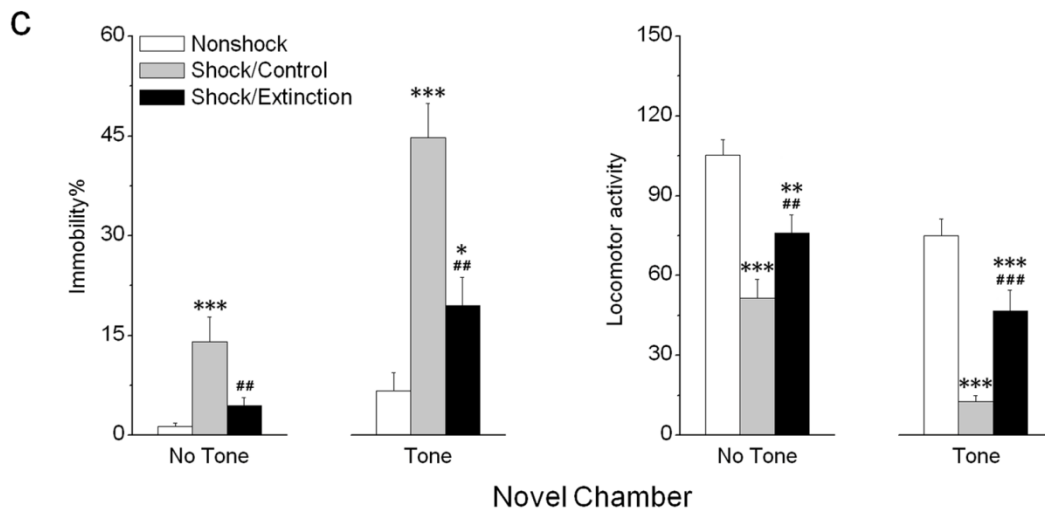 C
60
45
30
15
0
Immobility%
Nonshock
Shock/Control
Shock/Extinction
***
##
***
*
##
No Tone
Tone
150
120
90
60
30
0
Locomotor activity
***
**
##
***
***
###
No Tone
Tone
Novel Chamber